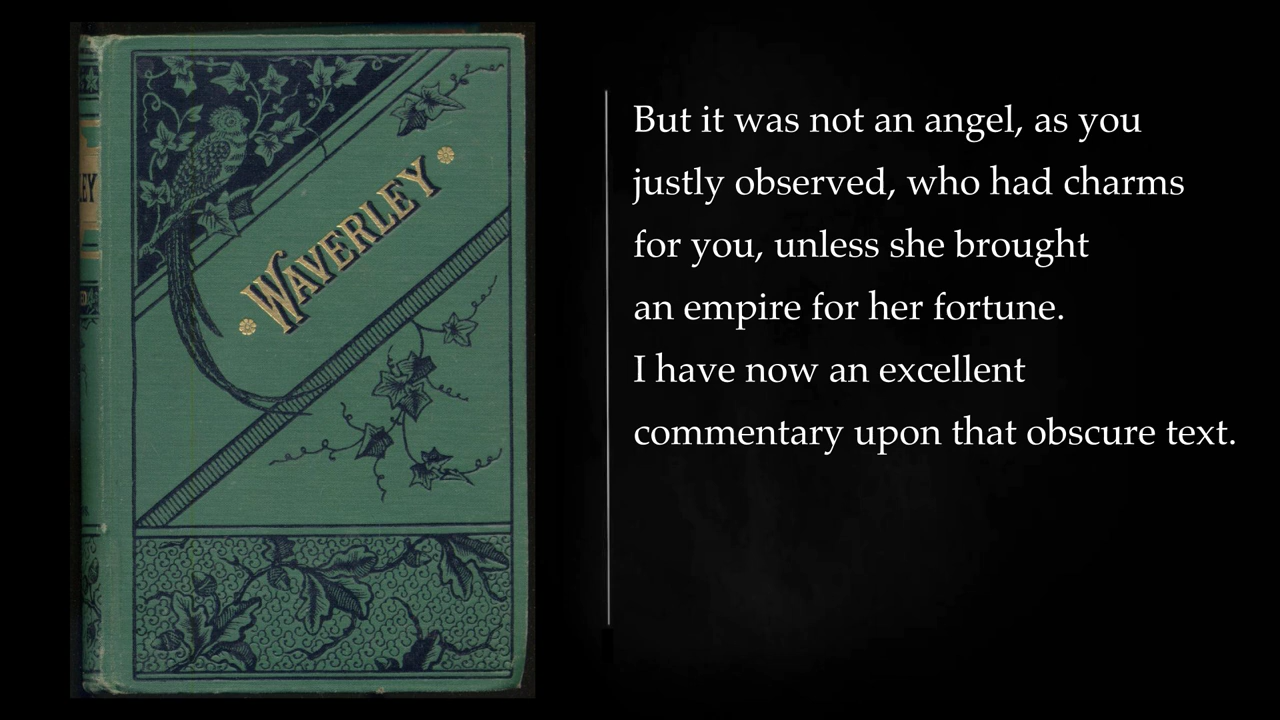 WAVERLEY
EY
But it was not an angel, as you
justly observed, who had charms
for you, unless she brought
an empire for her fortune.
I have now an excellent
commentary upon that obscure text.